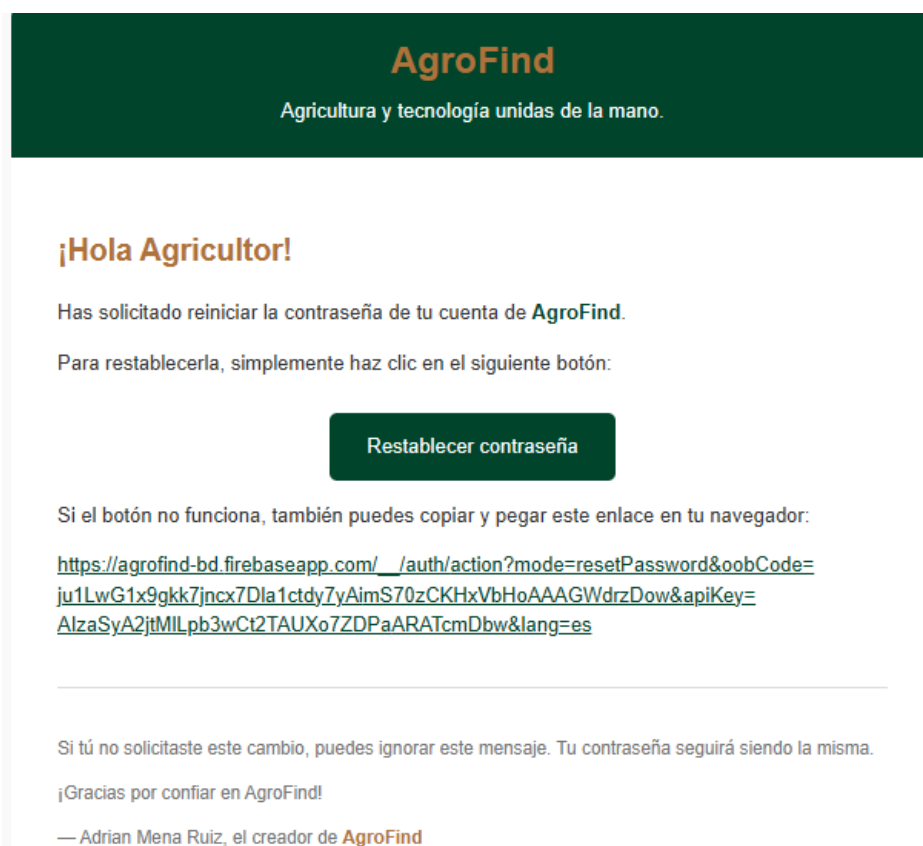 AgroFind
Agricultura y tecnología unidas de la mano.
¡Hola Agricultor!
Has solicitado reiniciar la contraseña de tu cuenta de AgroFind.
Para restablecerla, simplemente haz clic en el siguiente botón:
Restablecer contraseña
Si el botón no funciona, también puedes copiar y pegar este enlace en tu navegador:
https://agrofind-bd.firebaseapp.com/__/auth/action?mode=resetPassword&oobCode=
ju1LwG1x9gkk7jncx7Dla1ctdy7yAimS70zCKHxVbHoAAAGWdrzDow&apiKey=
AIzaSyA2jtMlLpb3wCt2TAUXo7ZDPaARATcmDbw&lang=es
Si tú no solicitaste este cambio, puedes ignorar este mensaje. Tu contraseña seguirá siendo la misma.
¡Gracias por confiar en AgroFind!
— Adrian Mena Ruiz, el creador de AgroFind